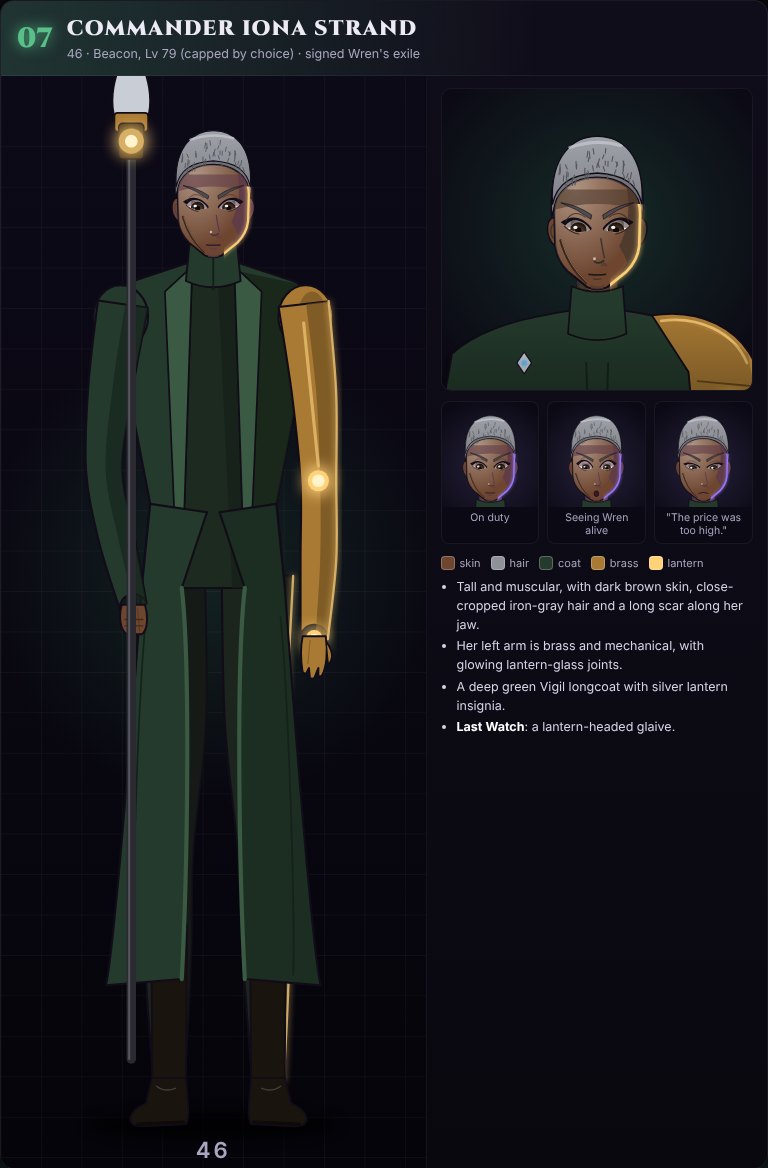 07
COMMANDER IONA STRAND
46 · Beacon, Lv 79 (capped by choice) · signed Wren's exile
46
On duty
Seeing Wren
alive
"The price was
too high."
skin hair coat brass lantern
• Tall and muscular, with dark brown skin, close-
cropped iron-gray hair and a long scar along her
jaw.
• Her left arm is brass and mechanical, with
glowing lantern-glass joints.
• A deep green Vigil longcoat with silver lantern
insignia.
• Last Watch: a lantern-headed glaive.